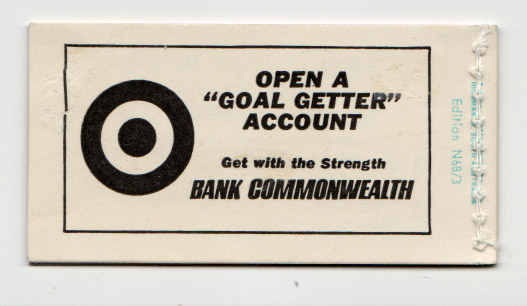 OPEN A
“GOAL GETTER”
ACCOUNT
Get with the Strength
BANK COMMONWEALTH
Edition N68/3